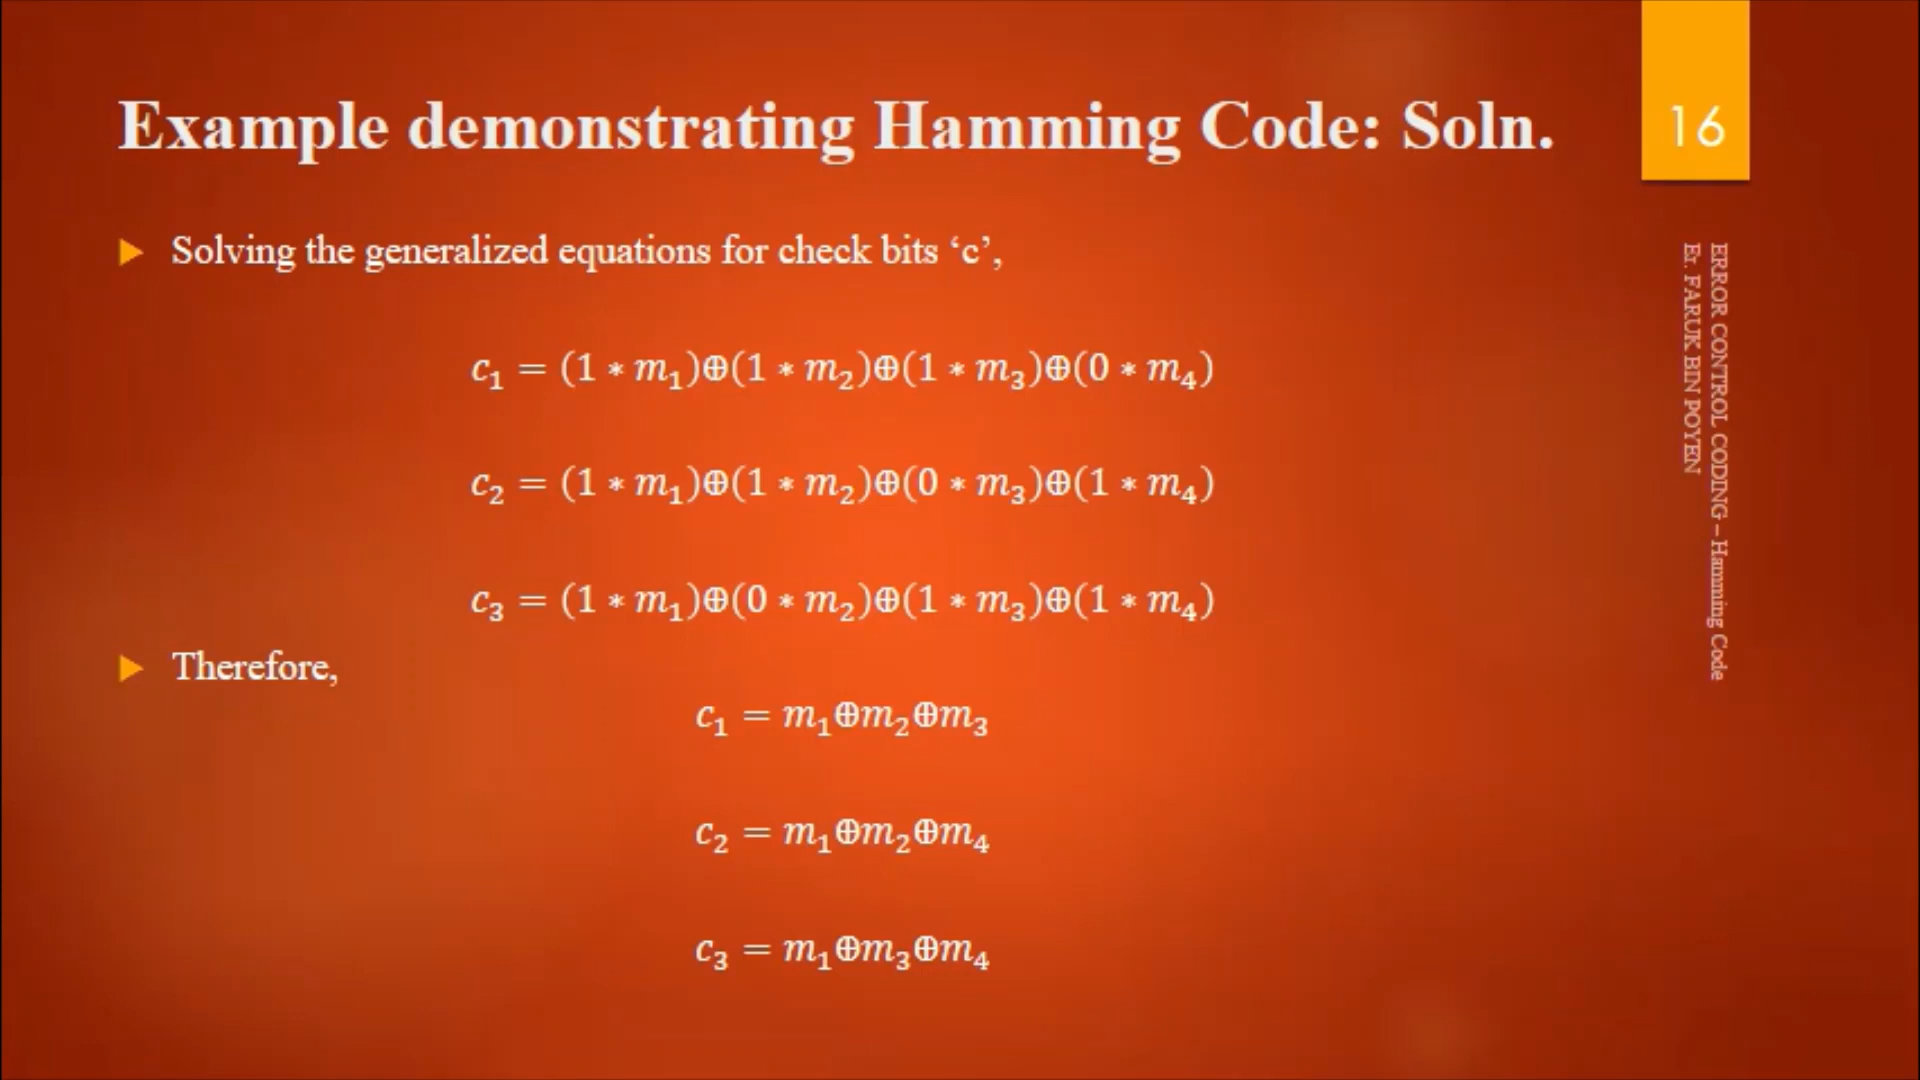 Example demonstrating Hamming Code: Soln.
16
Solving the generalized equations for check bits ‘c’,
c₁ = (1 * m₁)⊕(1 * m₂)⊕(1 * m₃)⊕(0 * m₄)
c₂ = (1 * m₁)⊕(1 * m₂)⊕(0 * m₃)⊕(1 * m₄)
c₃ = (1 * m₁)⊕(0 * m₂)⊕(1 * m₃)⊕(1 * m₄)
Therefore,
c₁ = m₁⊕m₂⊕m₃
c₂ = m₁⊕m₂⊕m₄
c₃ = m₁⊕m₃⊕m₄
ERROR CONTROL CODING – Hamming Code
Er. FARUK BIN POYEN